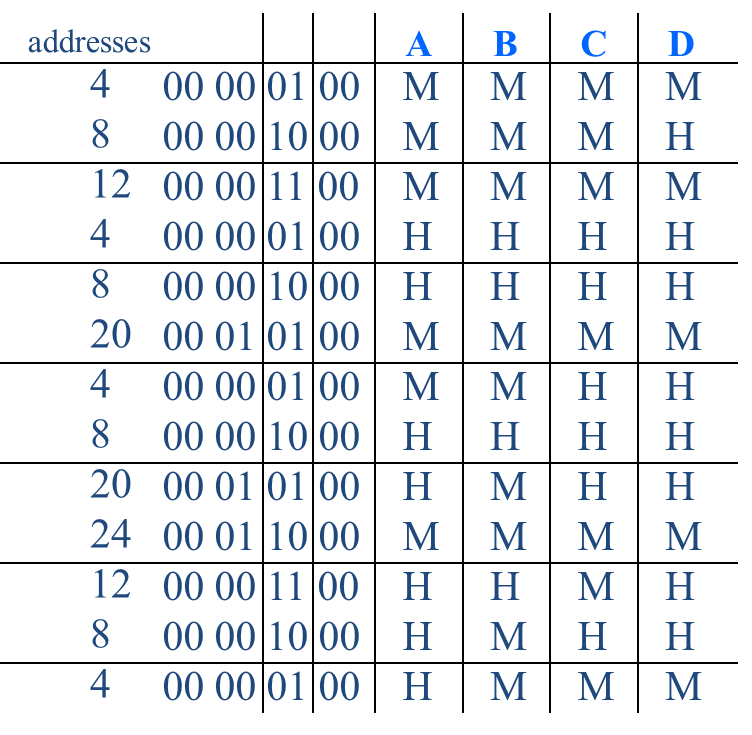 addresses A B C D
4 00 00 01 00 M M M M
8 00 00 10 00 M M M H
12 00 00 11 00 M M M M
4 00 00 01 00 H H H H
8 00 00 10 00 H H H H
20 00 01 01 00 M M M M
4 00 00 01 00 M M H H
8 00 00 10 00 H H H H
20 00 01 01 00 H M H H
24 00 01 10 00 M M M M
12 00 00 11 00 H H M H
8 00 00 10 00 H M H H
4 00 00 01 00 H M M M